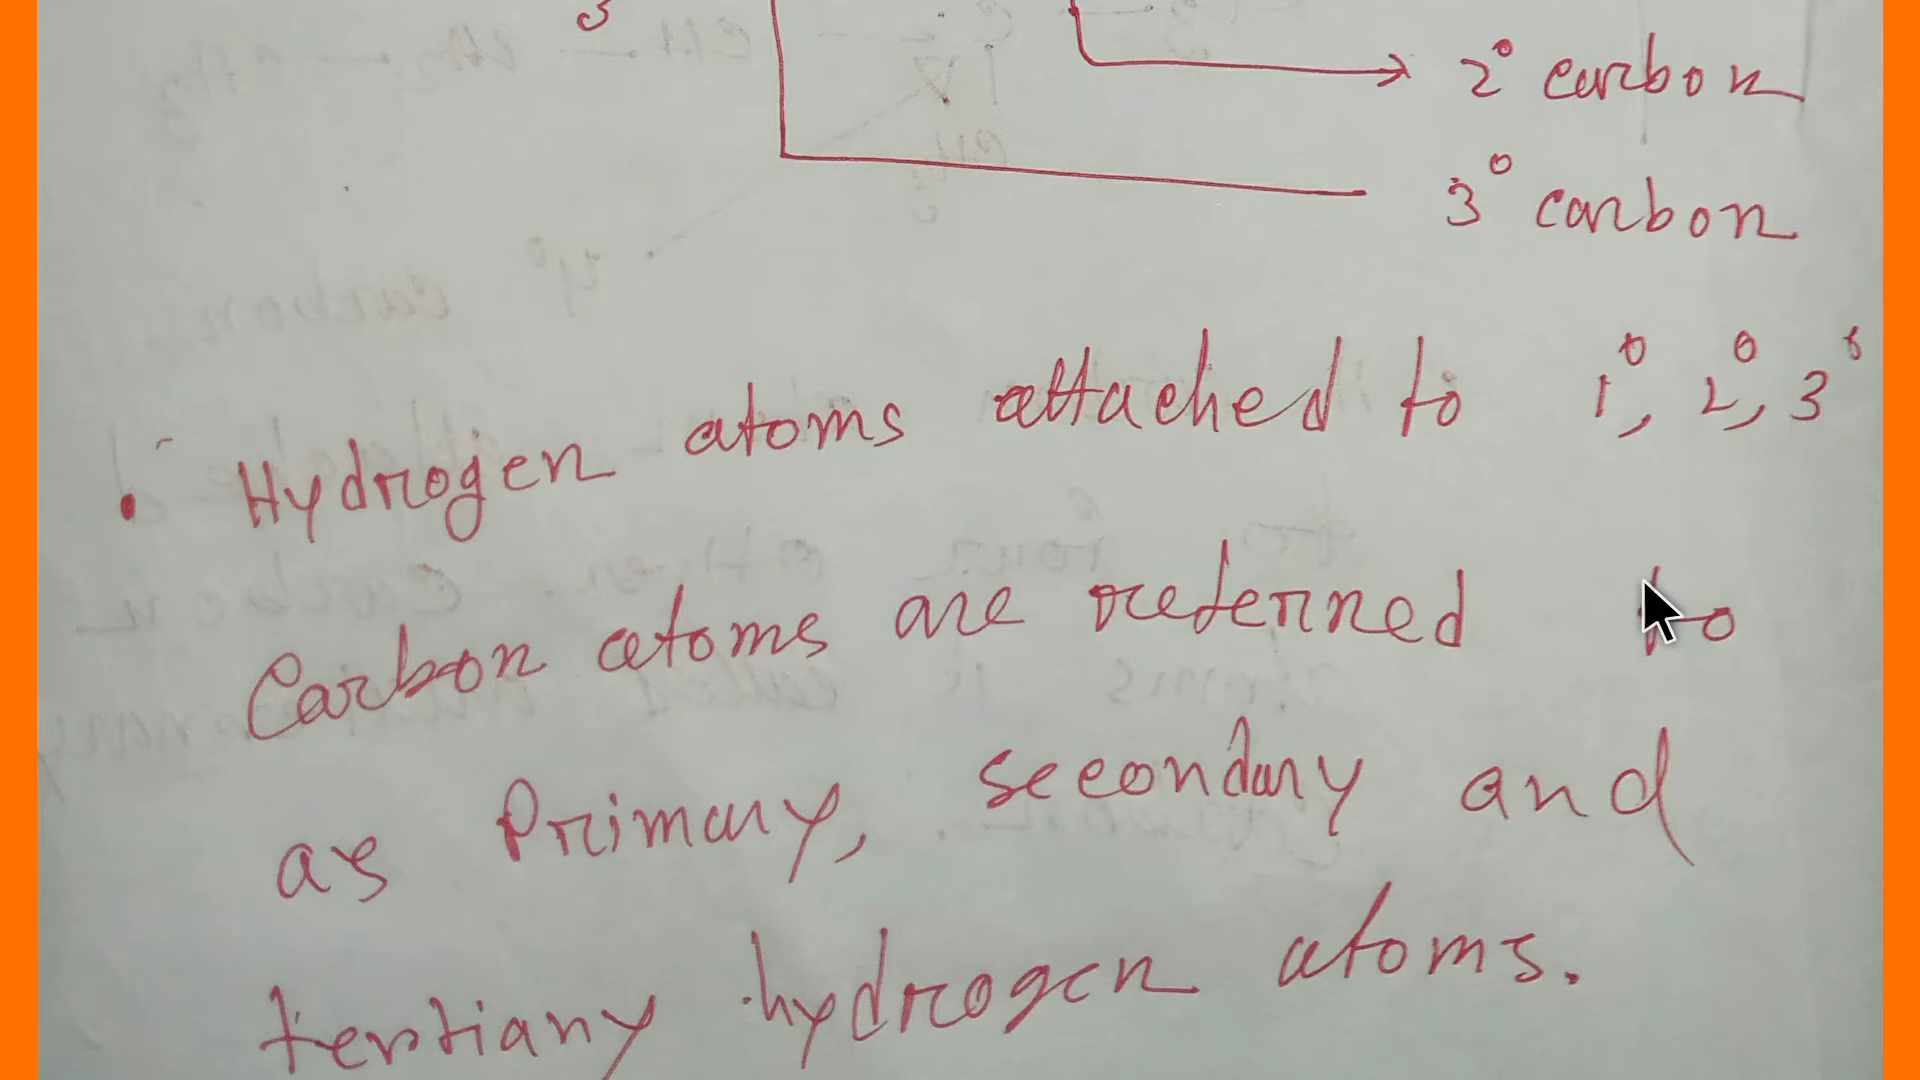 3
2° carbon
3° carbon
• Hydrogen atoms attached to 1°, 2°, 3°
Carbon atoms are referred to
as Primary, secondary and
tertiary hydrogen atoms.